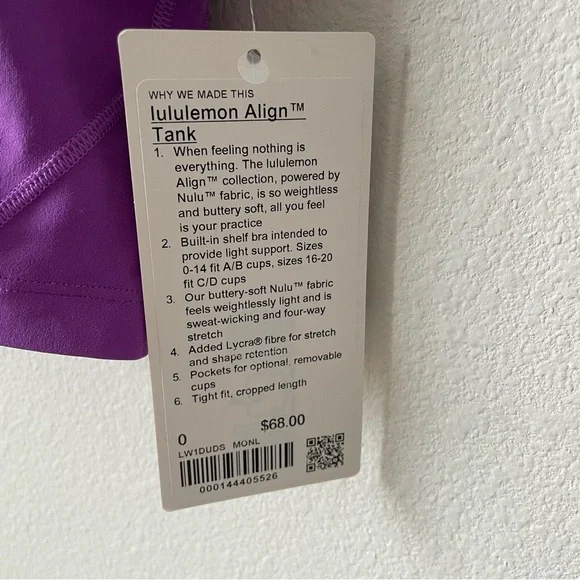 WHY WE MADE THIS
lululemon Align™
Tank
1. When feeling nothing is
everything. The lululemon
Align™ collection, powered by
Nulu™ fabric, is so weightless
and buttery soft, all you feel
is your practice
2. Built-in shelf bra intended to
provide light support. Sizes
0-14 fit A/B cups, sizes 16-20
fit C/D cups
3. Our buttery-soft Nulu™ fabric
feels weightlessly light and is
sweat-wicking and four-way
stretch
4. Added Lycra® fibre for stretch
and shape retention
5. Pockets for optional, removable
cups
6. Tight fit, cropped length
0 $68.00
LW1DUDS MONL
000144405526